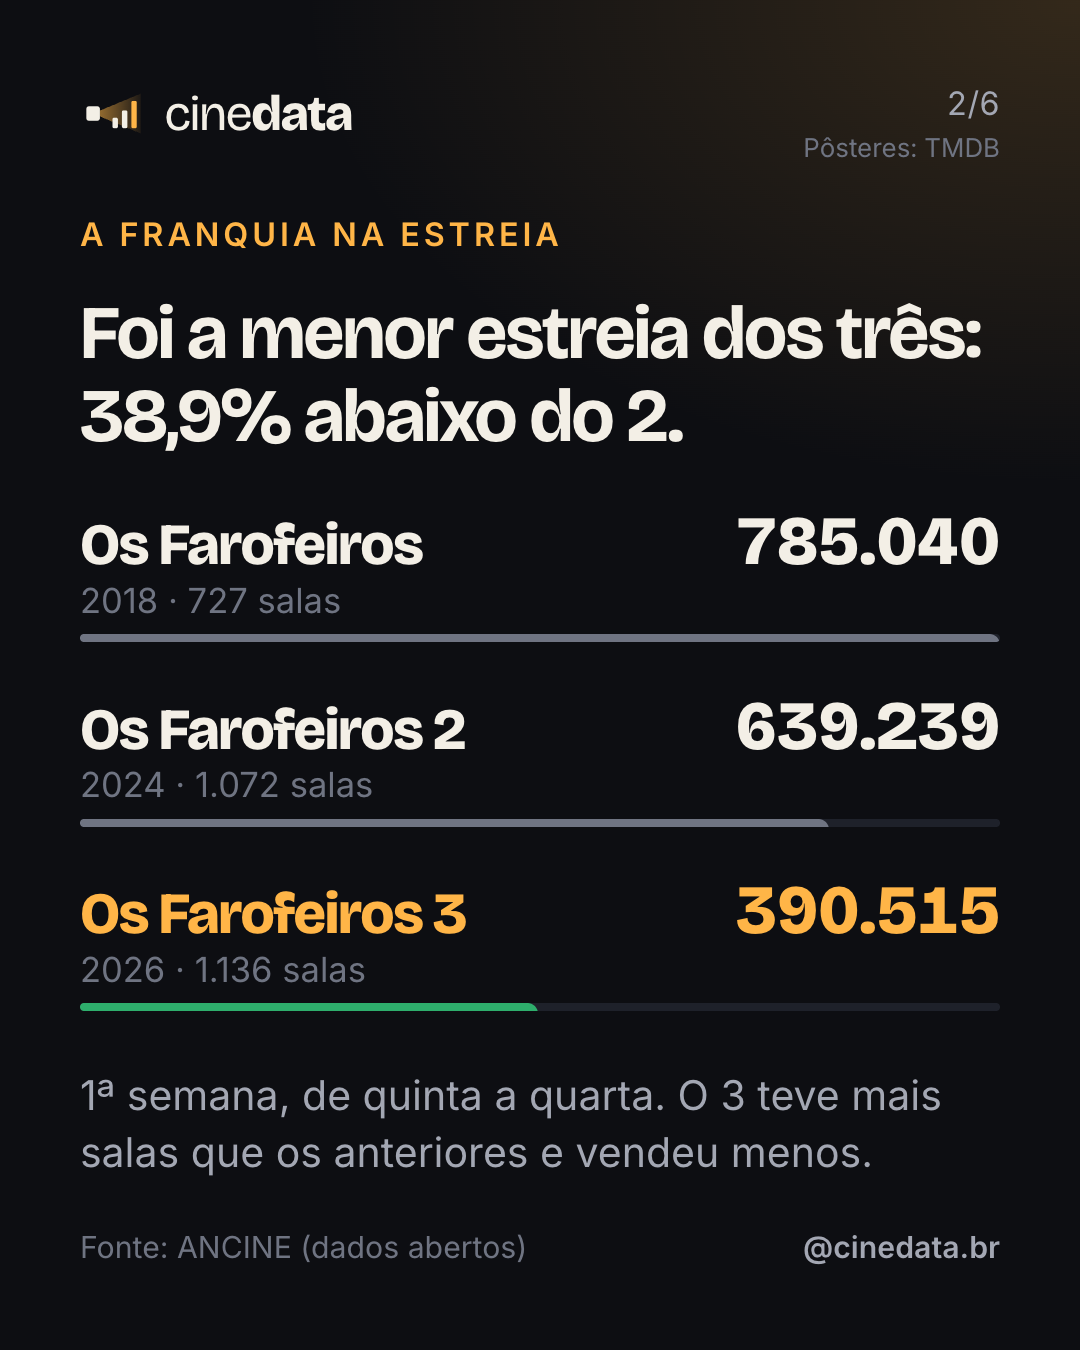 cinedata
2/6
Pôsteres: TMDB
A FRANQUIA NA ESTREIA
Foi a menor estreia dos três:
38,9% abaixo do 2.
Os Farofeiros
785.040
2018 · 727 salas
Os Farofeiros 2
639.239
2024 · 1.072 salas
Os Farofeiros 3
390.515
2026 · 1.136 salas
1ª semana, de quinta a quarta. O 3 teve mais
salas que os anteriores e vendeu menos.
Fonte: ANCINE (dados abertos)
@cinedata.br